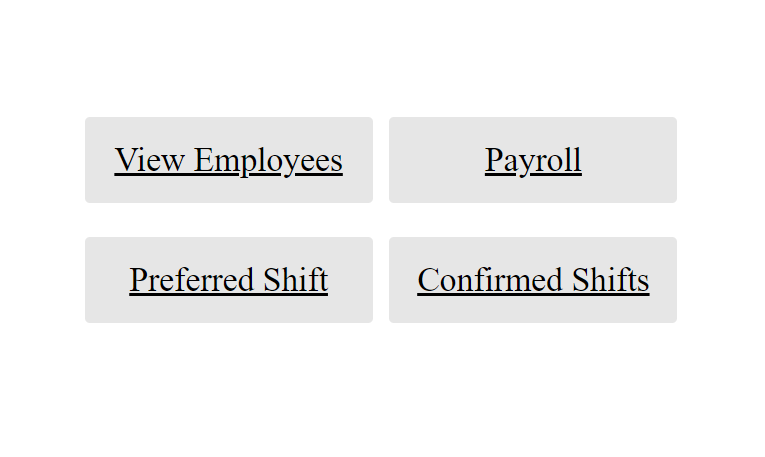 View Employees
Payroll
Preferred Shift
Confirmed Shifts